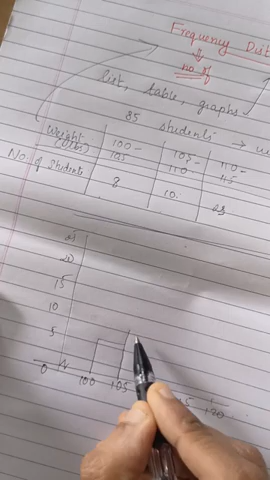 Frequency Dist
no. of
list, table, graphs
85 students → w
Weight (lbs) 100 - 105 105 - 110 110 - 115
No. of Students 8 10
25
20
15
10
5
0 100 105 5 120